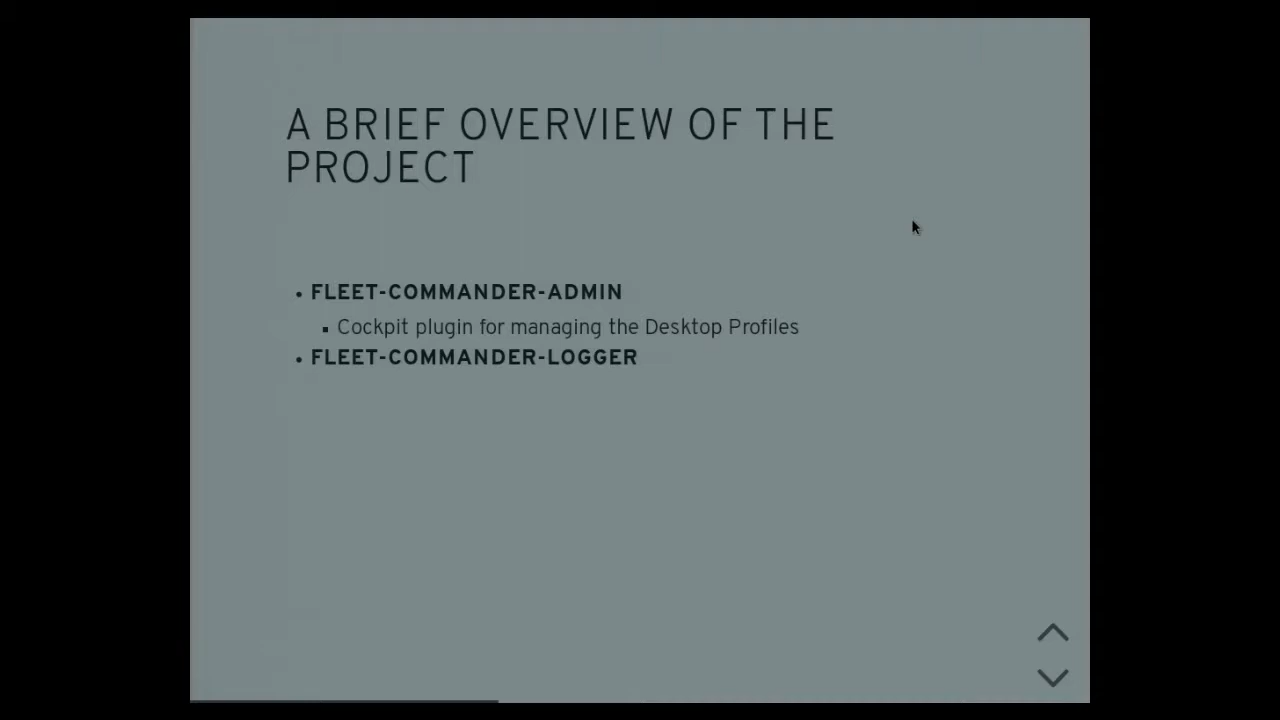 A BRIEF OVERVIEW OF THE
PROJECT
• FLEET-COMMANDER-ADMIN
▪ Cockpit plugin for managing the Desktop Profiles
• FLEET-COMMANDER-LOGGER